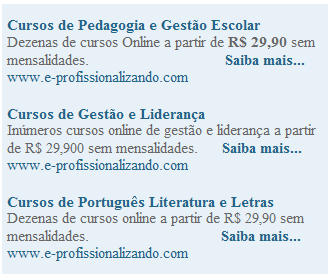 Cursos de Pedagogia e Gestão Escolar
Dezenas de cursos Online a partir de R$ 29,90 sem
mensalidades. Saiba mais...
www.e-profissionalizando.com
Cursos de Gestão e Liderança
Inúmeros cursos online de gestão e liderança a partir
de R$ 29,900 sem mensalidades. Saiba mais...
www.e-profissionalizando.com
Cursos de Português Literatura e Letras
Dezenas de cursos online a partir de R$ 29,90 sem
mensalidades. Saiba mais...
www.e-profissionalizando.com